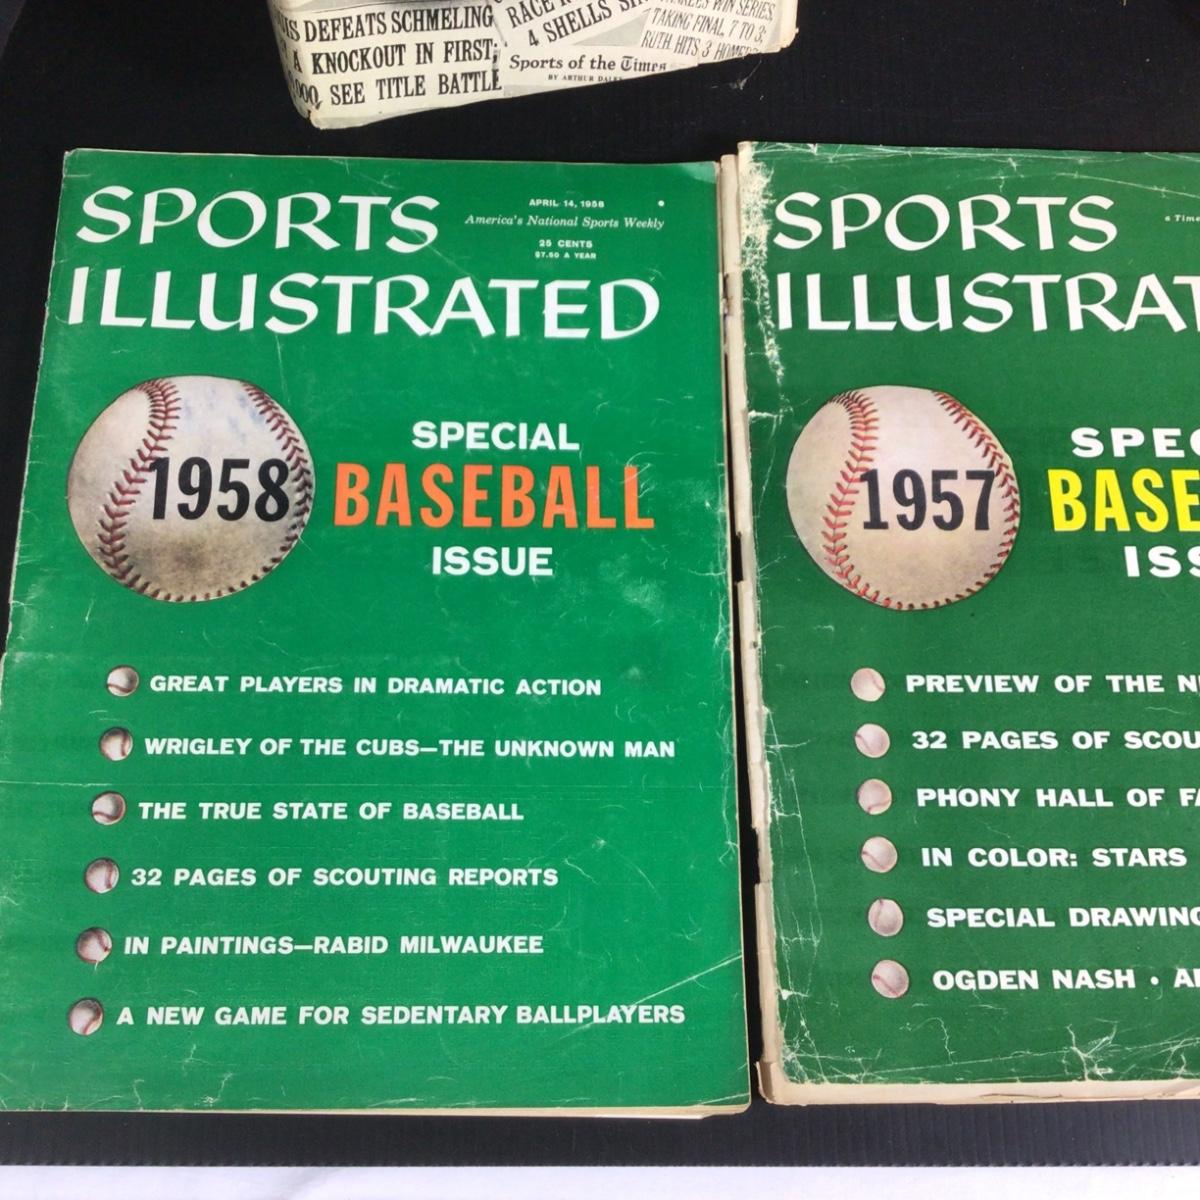 DEFEATS SCHMELING
A KNOCKOUT IN FIRST;
SEE TITLE BATTLE
RACE
4 SHELLS
Sports of the Times
BY ARTHUR
WIN SERIES,
TAKING FINAL, 7 TO 3;
RUTH HITS 3
SPORTS
ILLUSTRATED
APRIL 14, 1958
America's National Sports Weekly
25 CENTS
$7.50 A YEAR
1958
SPECIAL
BASEBALL
ISSUE
GREAT PLAYERS IN DRAMATIC ACTION
WRIGLEY OF THE CUBS—THE UNKNOWN MAN
THE TRUE STATE OF BASEBALL
32 PAGES OF SCOUTING REPORTS
IN PAINTINGS—RABID MILWAUKEE
A NEW GAME FOR SEDENTARY BALLPLAYERS
SPORTS
ILLUSTRAT
a Time
1957
SPEC
BASE
ISS
PREVIEW OF THE N
32 PAGES OF SCOU
PHONY HALL OF FA
IN COLOR: STARS
SPECIAL DRAWING
OGDEN NASH •